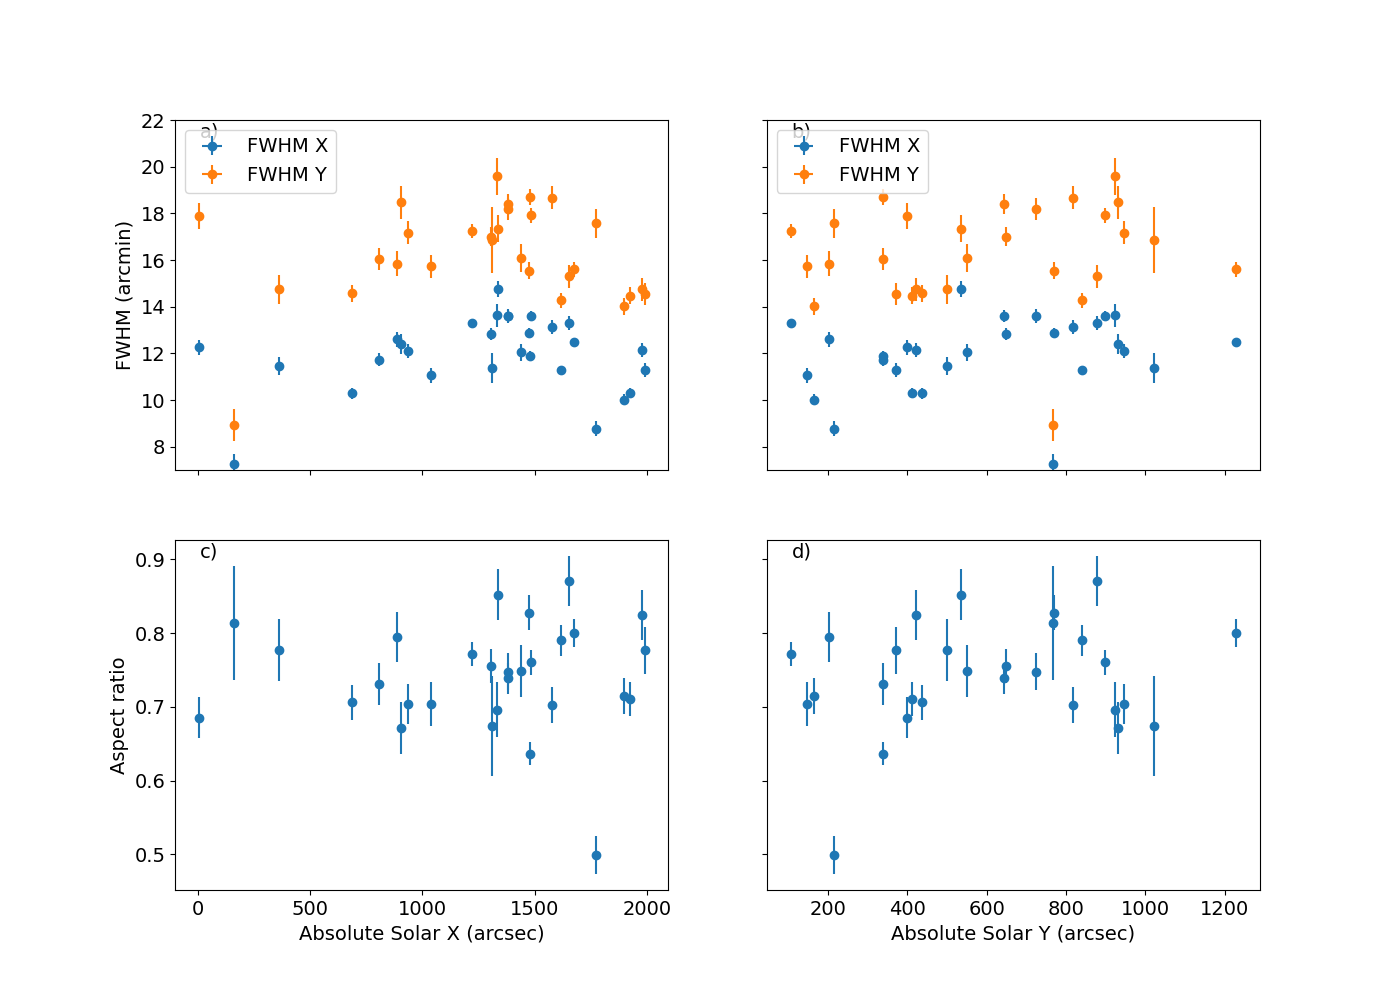 a)
FWHM X
FWHM Y
22
20
18
16
14
12
10
8
FWHM (arcmin)
b)
FWHM X
FWHM Y
c)
0.9
0.8
0.7
0.6
0.5
Aspect ratio
0 500 1000 1500 2000
Absolute Solar X (arcsec)
d)
200 400 600 800 1000 1200
Absolute Solar Y (arcsec)